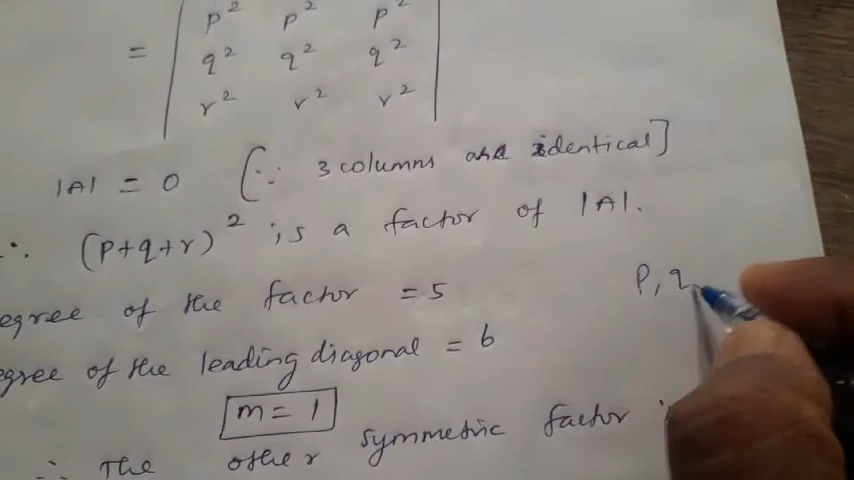 = | p² p² p² |
| q² q² q² |
| r² r² r² |
|A| = 0 [∵ 3 columns are identical]
∴ (p+q+r)² is a factor of |A|.
egree of the factor = 5
p, q
egree of the leading diagonal = 6
m = 1
∴ The other symmetric factor i